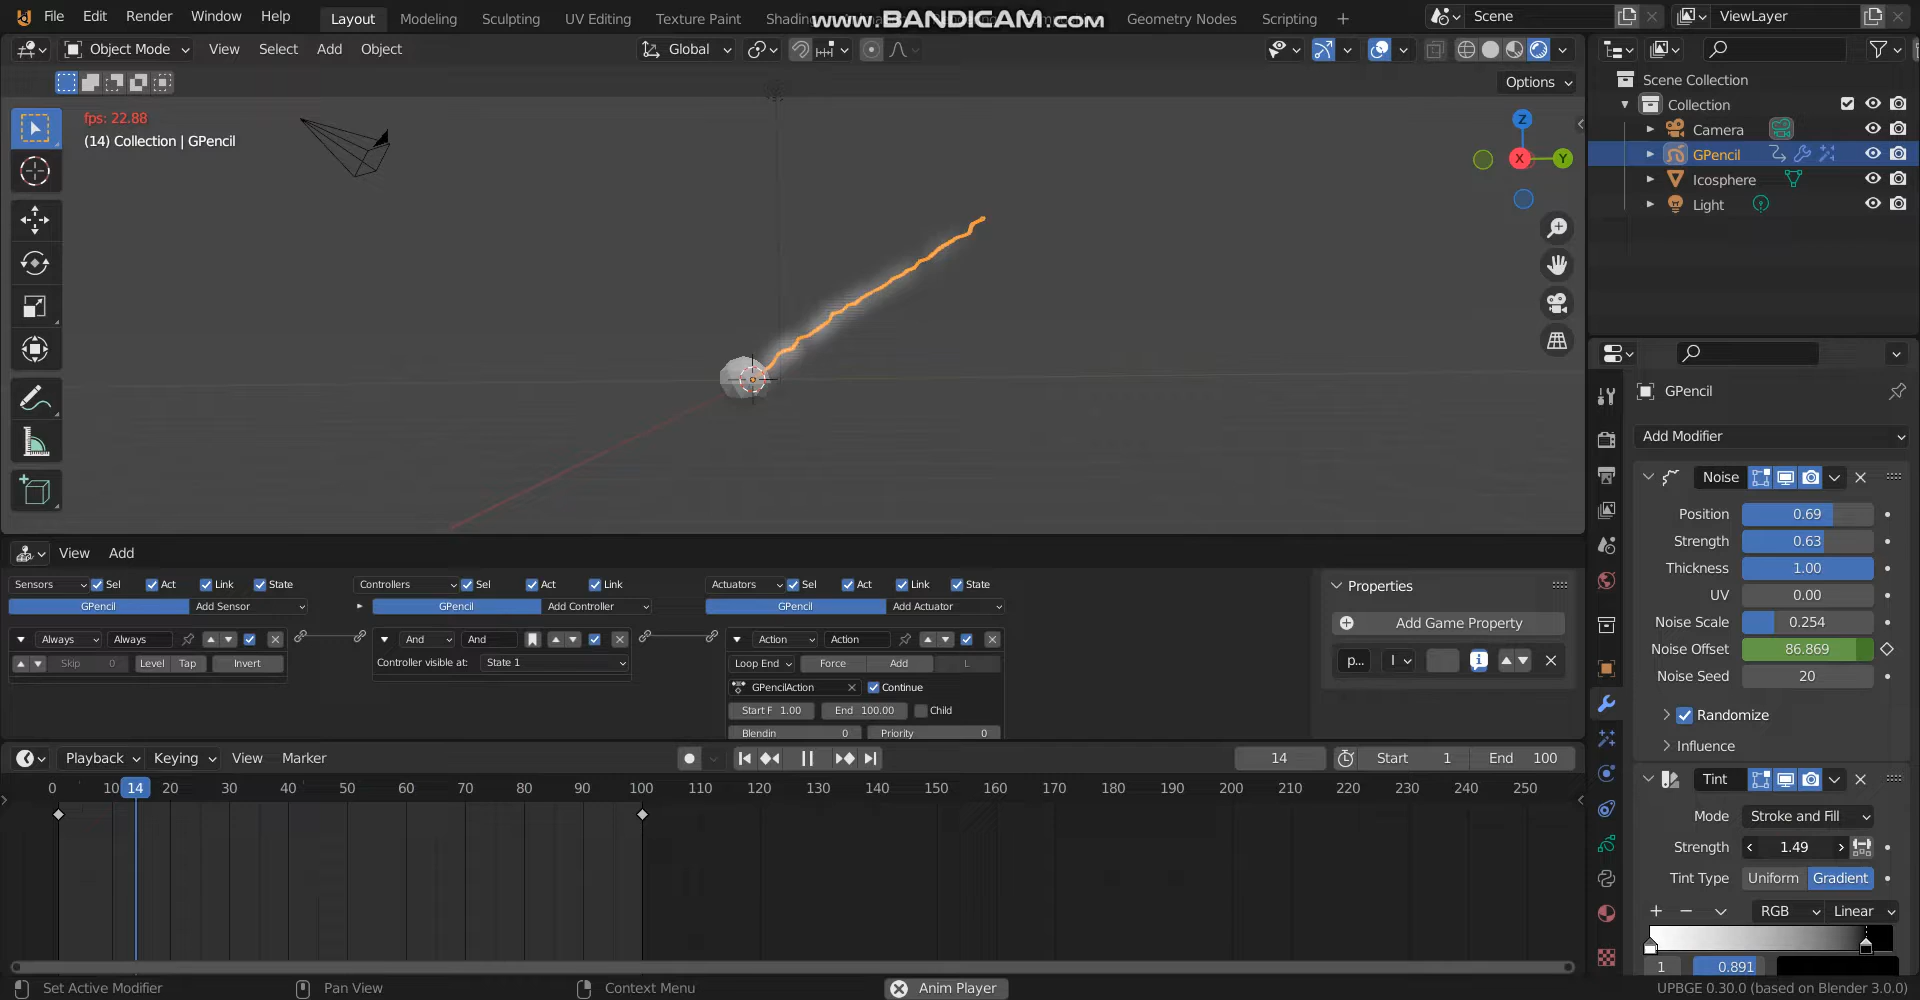 File Edit Render Window Help Layout Modeling Sculpting UV Editing Texture Paint Shadin www.BANDICAM.com Geometry Nodes Scripting Scene ViewLayer
Object Mode View Select Add Object Global
Options
fps: 22.88
(14) Collection | GPencil
Z
X
Y
Scene Collection
Collection
Camera
GPencil
Icosphere
Light
GPencil
Add Modifier
Noise
Position 0.69
Strength 0.63
Thickness 1.00
UV 0.00
Noise Scale 0.254
Noise Offset 86.869
Noise Seed 20
Randomize
Influence
Tint
Mode Stroke and Fill
Strength 1.49
Tint Type Uniform Gradient
RGB Linear
1 0.891
View Add
Sensors Sel Act Link State Controllers Sel Act Link Actuators Sel Act Link State
GPencil Add Sensor GPencil Add Controller GPencil Add Actuator
Always Always And And Action Action
Skip 0 Level Tap Invert Controller visible at: State 1 Loop End Force Add L
GPencilAction Continue
Start F 1.00 End 100.00 Child
Blendin 0 Priority 0
Properties
Add Game Property
p... I
Playback Keying View Marker 14 Start 1 End 100
0 10 14 20 30 40 50 60 70 80 90 100 110 120 130 140 150 160 170 180 190 200 210 220 230 240 250
Set Active Modifier Pan View Context Menu Anim Player UPBGE 0.30.0 (based on Blender 3.0.0)